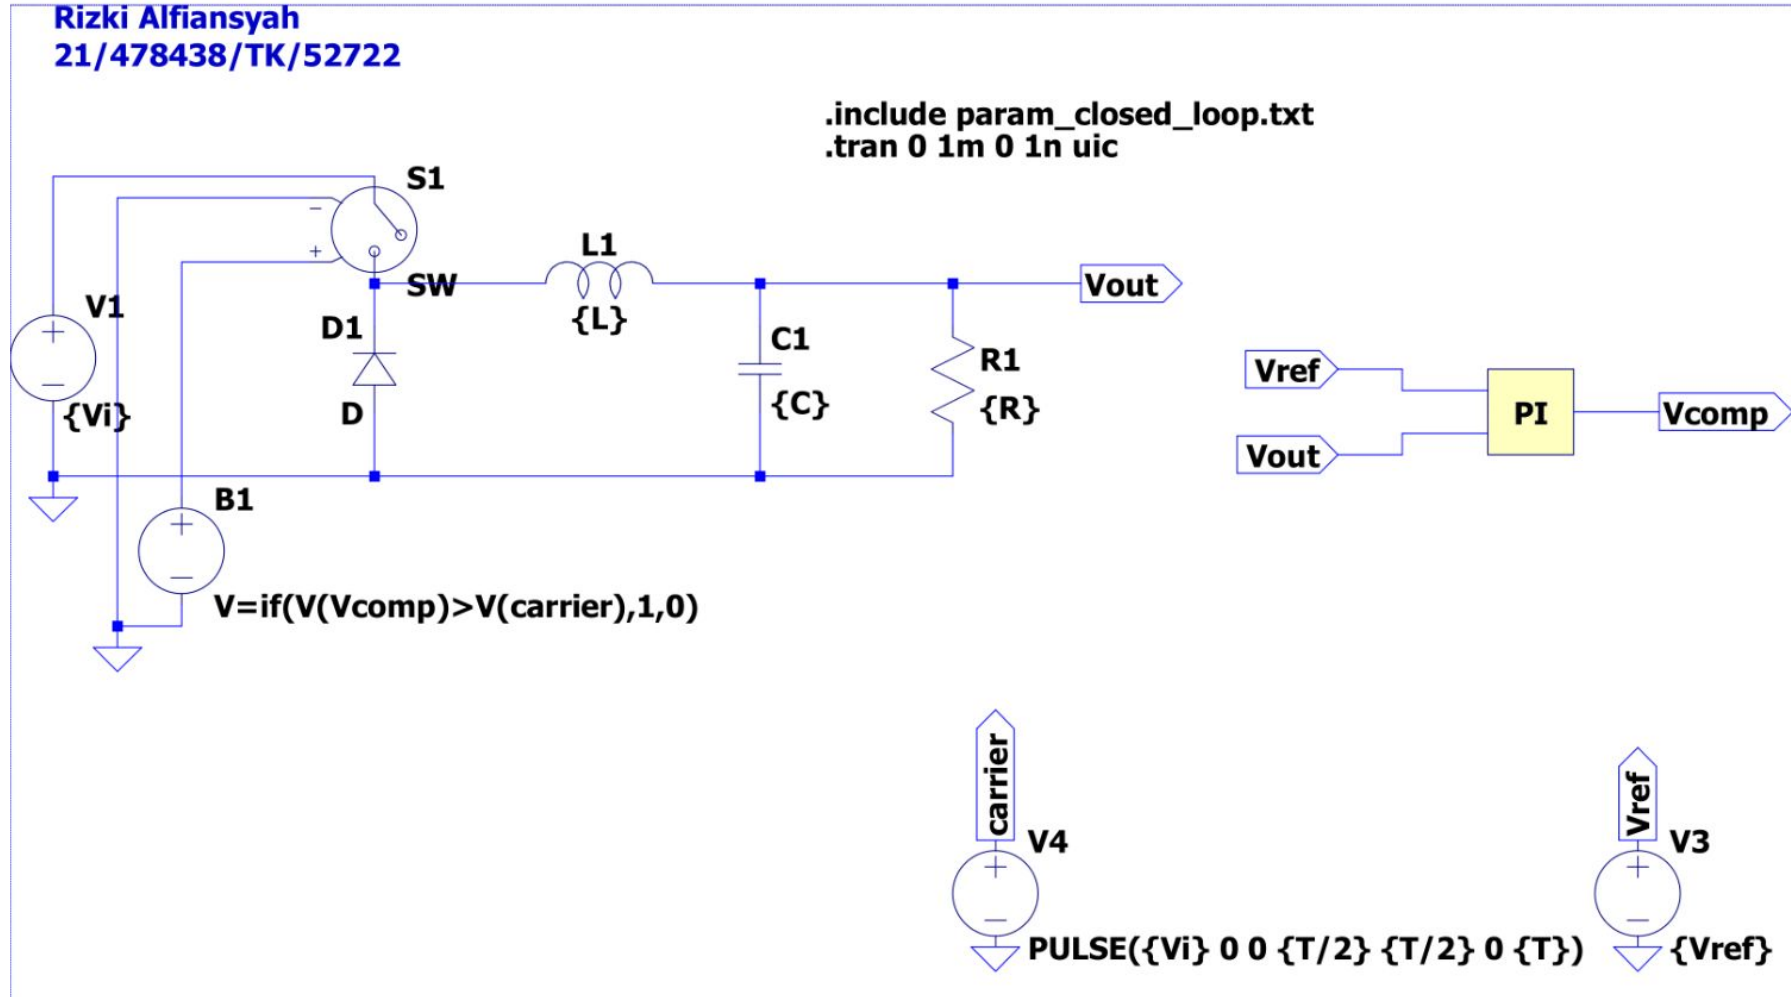 Rizki Alfiansyah
21/478438/TK/52722
.include param_closed_loop.txt
.tran 0 1m 0 1n uic
S1
SW
L1
{L}
Vout
V1
{Vi}
D1
D
C1
{C}
R1
{R}
Vref
Vout
PI
Vcomp
B1
V=if(V(Vcomp)>V(carrier),1,0)
carrier
V4
PULSE({Vi} 0 0 {T/2} {T/2} 0 {T})
Vref
V3
{Vref}